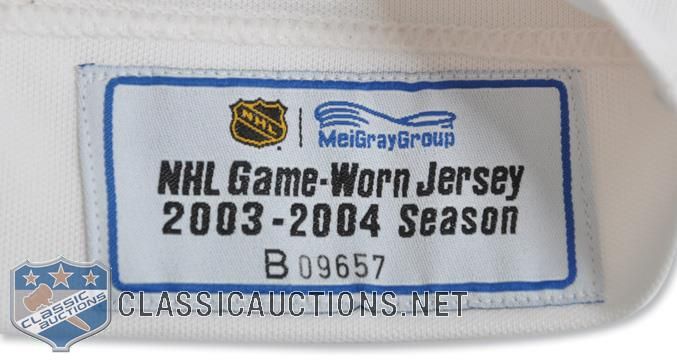 NHL
MeiGrayGroup
NHL Game-Worn Jersey
2003-2004 Season
B 09657
CLASSIC
AUCTIONS
CLASSICAUCTIONS.NET